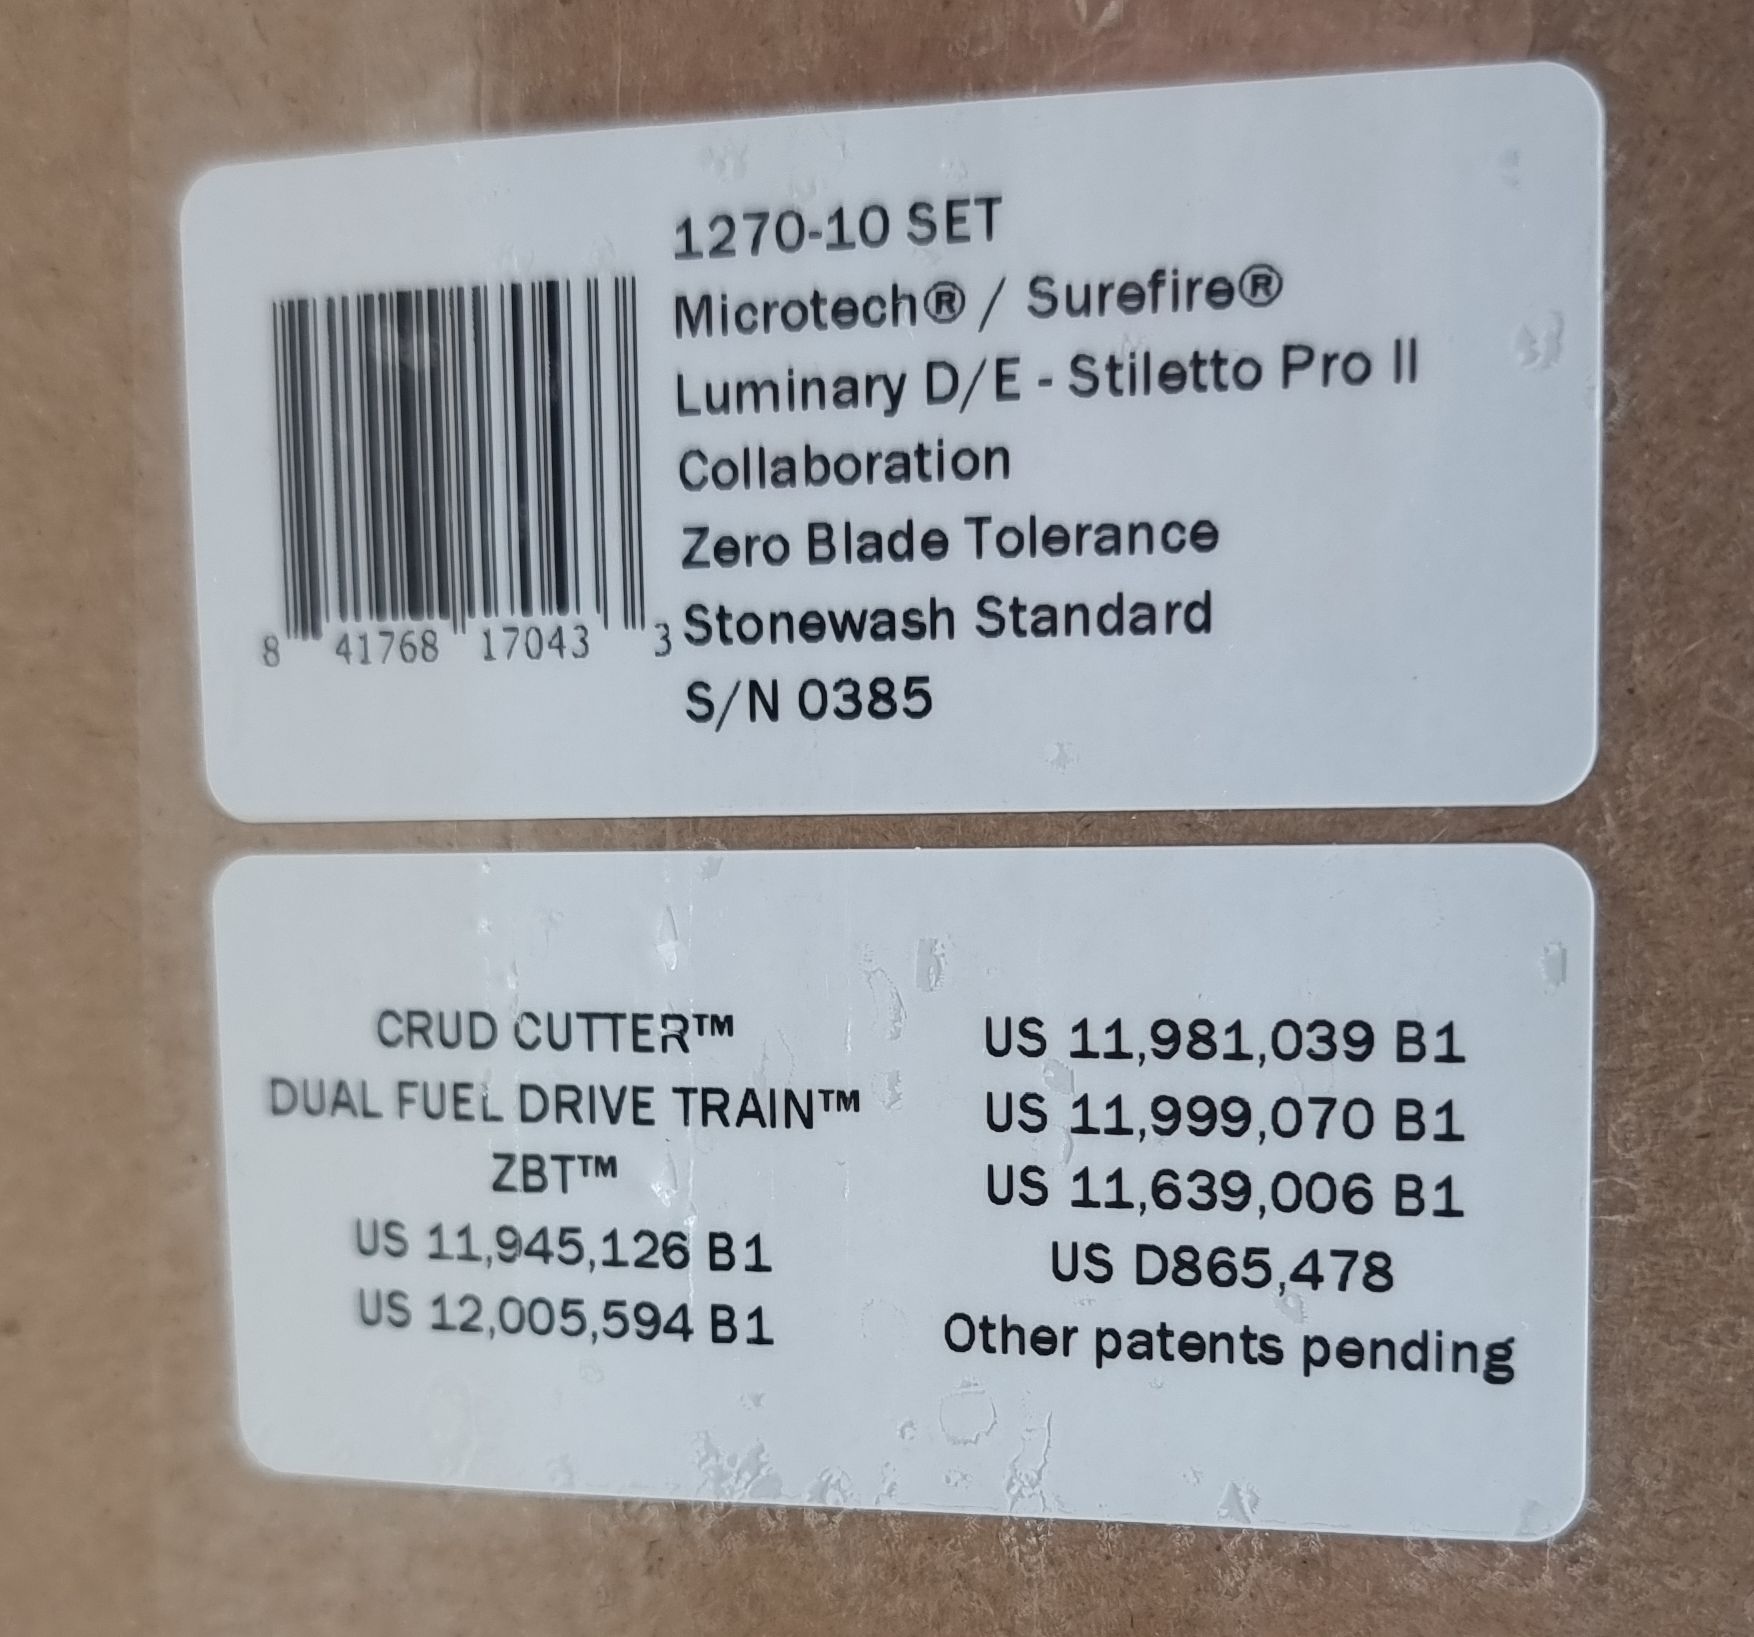 1270-10 SET
Microtech® / Surefire®
Luminary D/E - Stiletto Pro II
Collaboration
Zero Blade Tolerance
Stonewash Standard
S/N 0385
8 41768 17043 3
CRUD CUTTER™
DUAL FUEL DRIVE TRAIN™
ZBT™
US 11,945,126 B1
US 12,005,594 B1
US 11,981,039 B1
US 11,999,070 B1
US 11,639,006 B1
US D865,478
Other patents pending